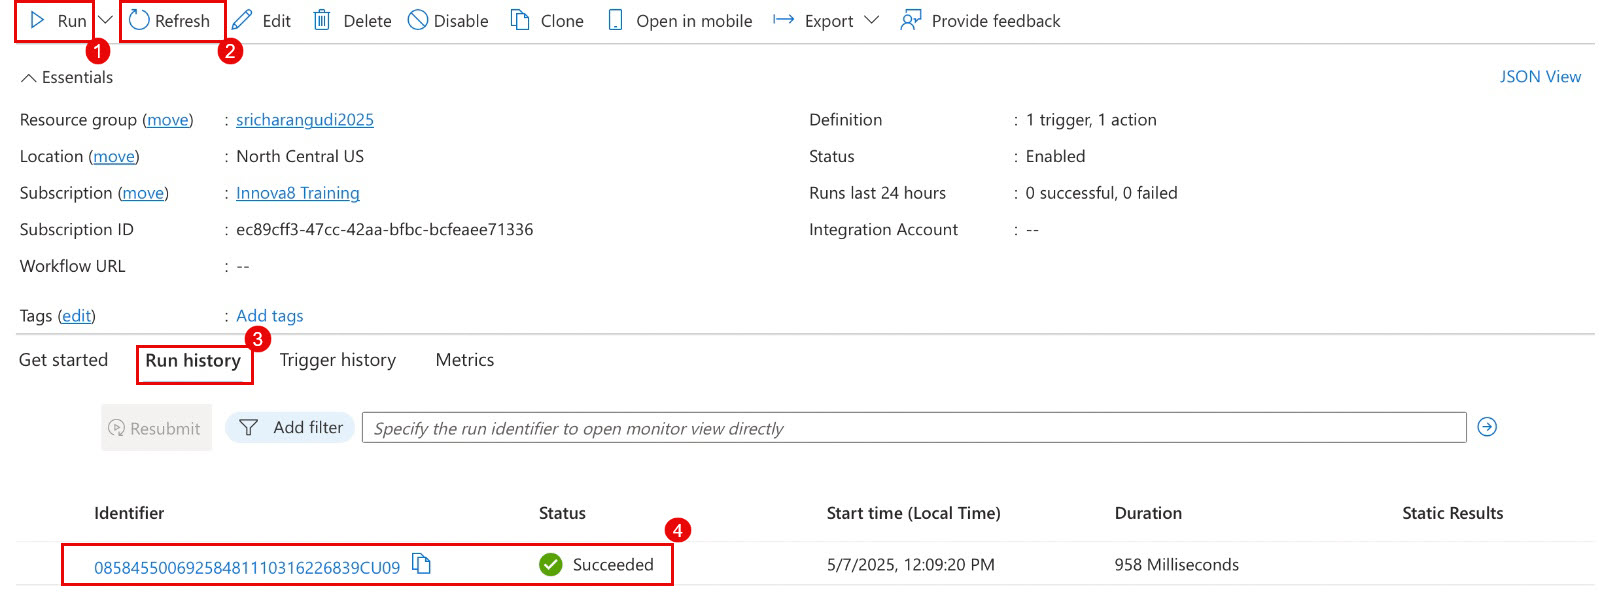 Run Refresh Edit Delete Disable Clone Open in mobile Export Provide feedback
1 2
Essentials JSON View
Resource group (move) : sricharangudi2025 Definition : 1 trigger, 1 action
Location (move) : North Central US Status : Enabled
Subscription (move) : Innova8 Training Runs last 24 hours : 0 successful, 0 failed
Subscription ID : ec89cff3-47cc-42aa-bfbc-bcfeaee71336 Integration Account : --
Workflow URL : --
Tags (edit) : Add tags
3
Get started Run history Trigger history Metrics
Resubmit Add filter Specify the run identifier to open monitor view directly
Identifier Status Start time (Local Time) Duration Static Results
4
08584550069258481110316226839CU09 Succeeded 5/7/2025, 12:09:20 PM 958 Milliseconds